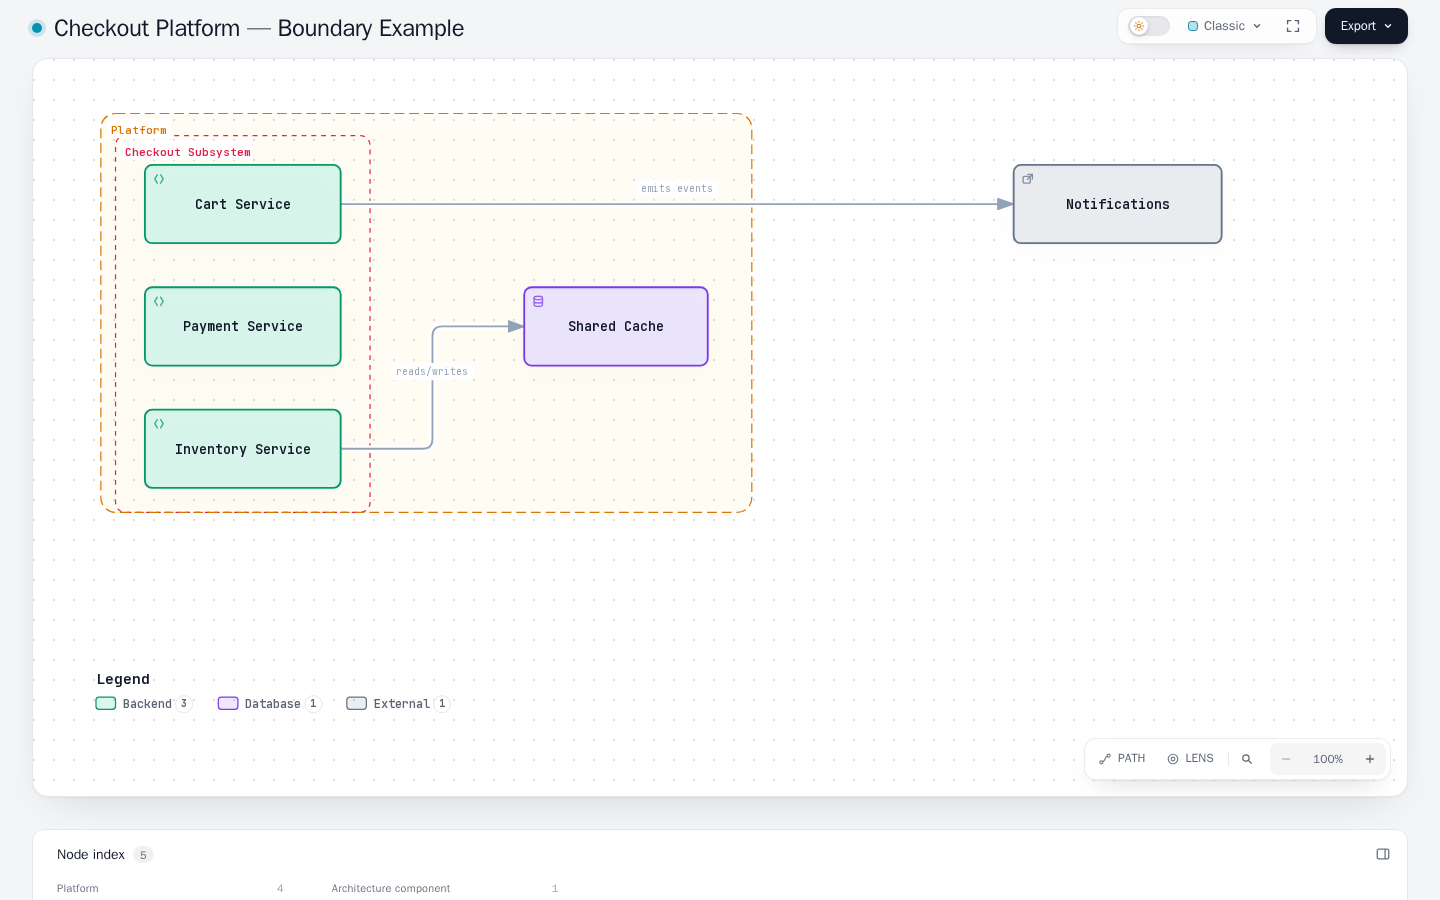 Checkout Platform — Boundary Example
Classic
Export
Platform
Checkout Subsystem
Cart Service
emits events
Notifications
Payment Service
Shared Cache
reads/writes
Inventory Service
Legend
Backend 3
Database 1
External 1
PATH
LENS
100%
Node index 5
Platform 4
Architecture component 1